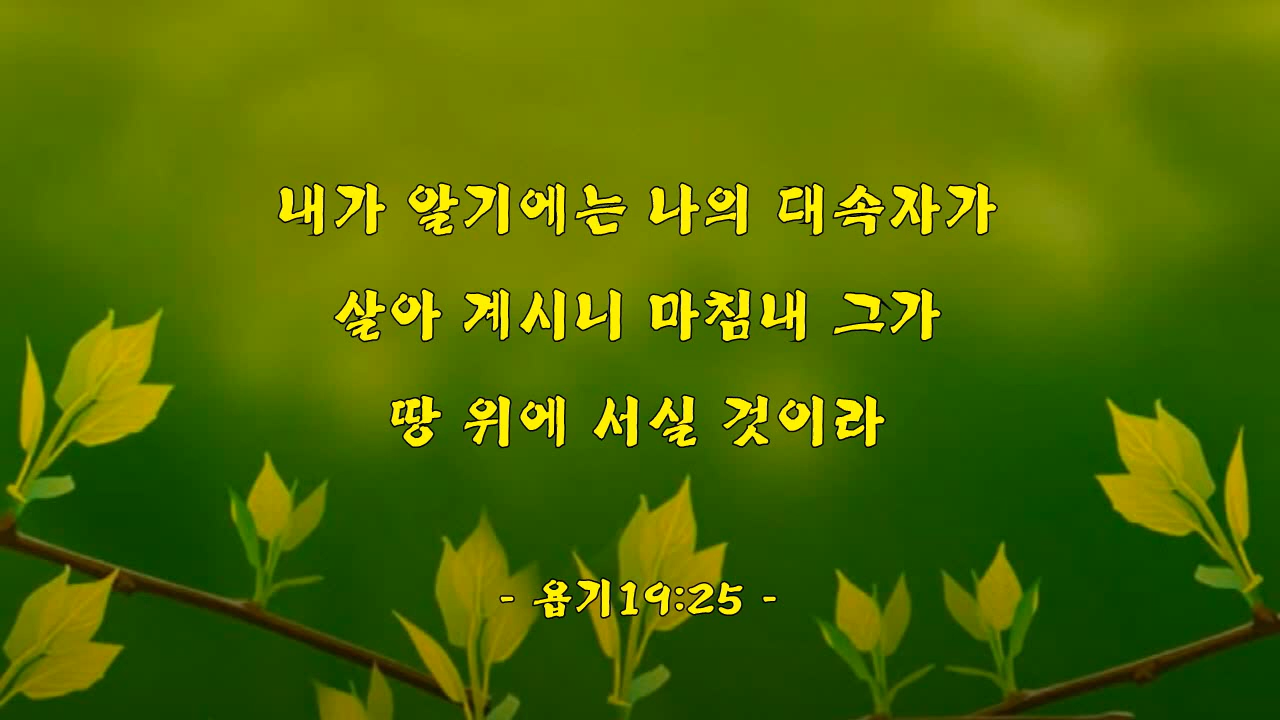 내가 알기에는 나의 대속자가
살아 계시니 마침내 그가
땅 위에 서실 것이라
- 욥기19:25 -